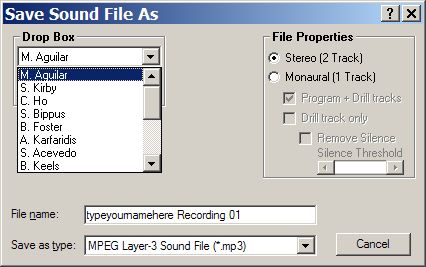 Save Sound File As
Drop Box
M. Aguilar
M. Aguilar
S. Kirby
C. Ho
S. Bippus
B. Foster
A. Karfaridis
S. Acevedo
B. Keels
File Properties
Stereo (2 Track)
Monaural (1 Track)
Program + Drill tracks
Drill track only
Remove Silence
Silence Threshold
File name:
typeyournamehere Recording 01
Save as type:
MPEG Layer-3 Sound File (*.mp3)
Cancel